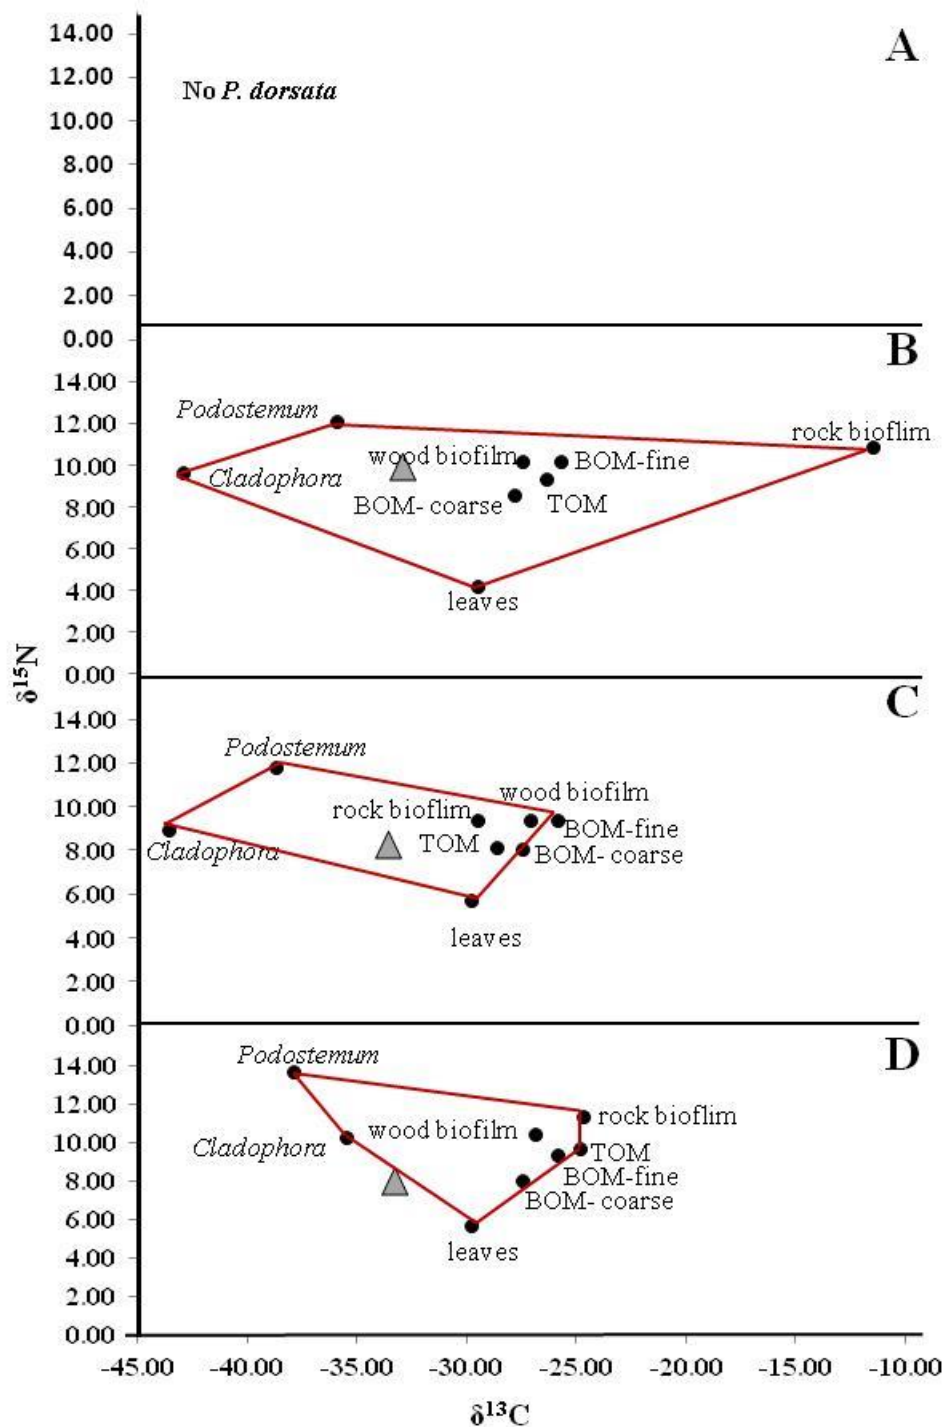 14.00
A
12.00
No P. dorsata
10.00
8.00
6.00
4.00
2.00
0.00
B
14.00
Podostemum
12.00
rock bioflim
wood biofilm
BOM-fine
10.00
Cladophora
BOM- coarse
TOM
8.00
6.00
4.00
leaves
2.00
0.00
δ15N
C
14.00
Podostemum
12.00
wood biofilm
rock bioflim
10.00
BOM-fine
TOM
BOM- coarse
8.00
Cladophora
6.00
leaves
4.00
2.00
0.00
D
Podostemum
14.00
12.00
rock bioflim
wood biofilm
10.00
Cladophora
TOM
BOM-fine
8.00
BOM- coarse
6.00
leaves
4.00
2.00
0.00
-45.00 -40.00 -35.00 -30.00 -25.00 -20.00 -15.00 -10.00
δ13C